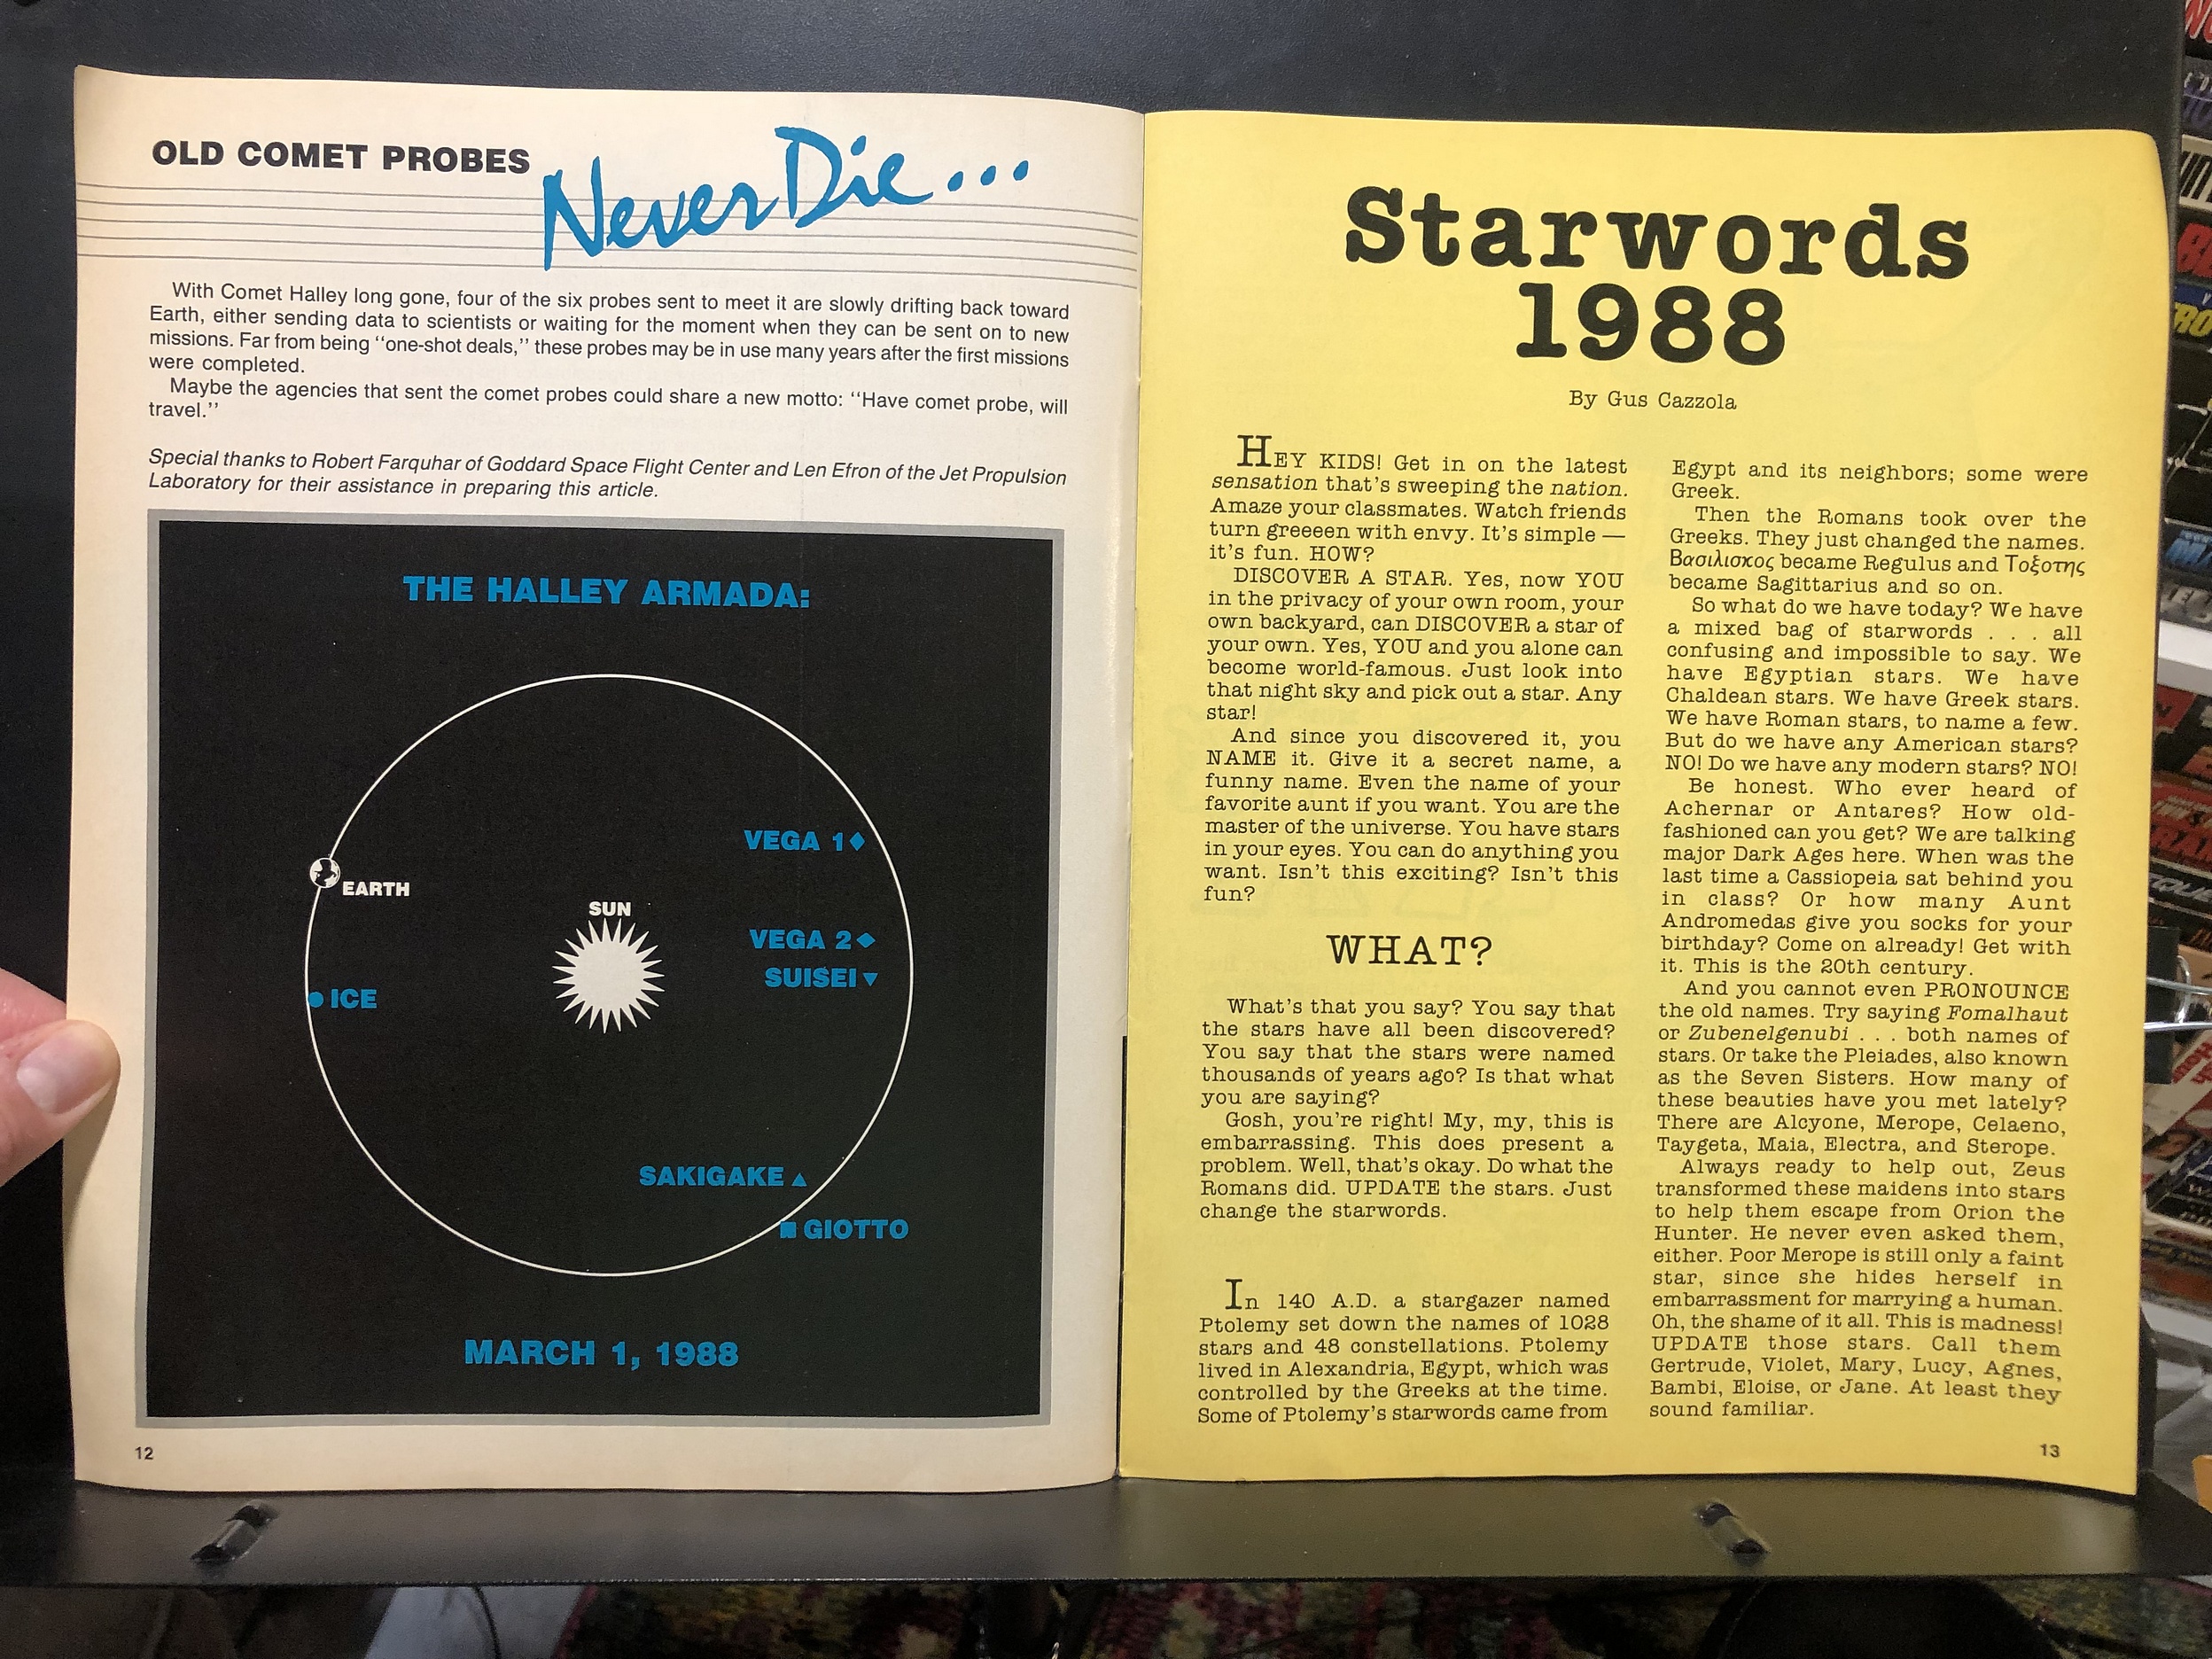 OLD COMET PROBES
Never Die...
With Comet Halley long gone, four of the six probes sent to meet it are slowly drifting back toward
Earth, either sending data to scientists or waiting for the moment when they can be sent on to new
missions. Far from being ‘‘one-shot deals,’’ these probes may be in use many years after the first missions
were completed.
Maybe the agencies that sent the comet probes could share a new motto: ‘‘Have comet probe, will
travel.’’
Special thanks to Robert Farquhar of Goddard Space Flight Center and Len Efron of the Jet Propulsion
Laboratory for their assistance in preparing this article.
THE HALLEY ARMADA:
VEGA 1
EARTH
SUN
VEGA 2
SUISEI
ICE
SAKIGAKE
GIOTTO
MARCH 1, 1988
12
Starwords
1988
By Gus Cazzola
HEY KIDS! Get in on the latest
sensation that's sweeping the nation.
Amaze your classmates. Watch friends
turn greeeen with envy. It's simple —
it's fun. HOW?
DISCOVER A STAR. Yes, now YOU
in the privacy of your own room, your
own backyard, can DISCOVER a star of
your own. Yes, YOU and you alone can
become world-famous. Just look into
that night sky and pick out a star. Any
star!
And since you discovered it, you
NAME it. Give it a secret name, a
funny name. Even the name of your
favorite aunt if you want. You are the
master of the universe. You have stars
in your eyes. You can do anything you
want. Isn't this exciting? Isn't this
fun?
WHAT?
What's that you say? You say that
the stars have all been discovered?
You say that the stars were named
thousands of years ago? Is that what
you are saying?
Gosh, you're right! My, my, this is
embarrassing. This does present a
problem. Well, that's okay. Do what the
Romans did. UPDATE the stars. Just
change the starwords.
In 140 A.D. a stargazer named
Ptolemy set down the names of 1028
stars and 48 constellations. Ptolemy
lived in Alexandria, Egypt, which was
controlled by the Greeks at the time.
Some of Ptolemy's starwords came from
Egypt and its neighbors; some were
Greek.
Then the Romans took over the
Greeks. They just changed the names.
Βασιλισκος became Regulus and Τοξοτης
became Sagittarius and so on.
So what do we have today? We have
a mixed bag of starwords . . . all
confusing and impossible to say. We
have Egyptian stars. We have
Chaldean stars. We have Greek stars.
We have Roman stars, to name a few.
But do we have any American stars?
NO! Do we have any modern stars? NO!
Be honest. Who ever heard of
Achernar or Antares? How old-
fashioned can you get? We are talking
major Dark Ages here. When was the
last time a Cassiopeia sat behind you
in class? Or how many Aunt
Andromedas give you socks for your
birthday? Come on already! Get with
it. This is the 20th century.
And you cannot even PRONOUNCE
the old names. Try saying Fomalhaut
or Zubenelgenubi . . . both names of
stars. Or take the Pleiades, also known
as the Seven Sisters. How many of
these beauties have you met lately?
There are Alcyone, Merope, Celaeno,
Taygeta, Maia, Electra, and Sterope.
Always ready to help out, Zeus
transformed these maidens into stars
to help them escape from Orion the
Hunter. He never even asked them,
either. Poor Merope is still only a faint
star, since she hides herself in
embarrassment for marrying a human.
Oh, the shame of it all. This is madness!
UPDATE those stars. Call them
Gertrude, Violet, Mary, Lucy, Agnes,
Bambi, Eloise, or Jane. At least they
sound familiar.
13